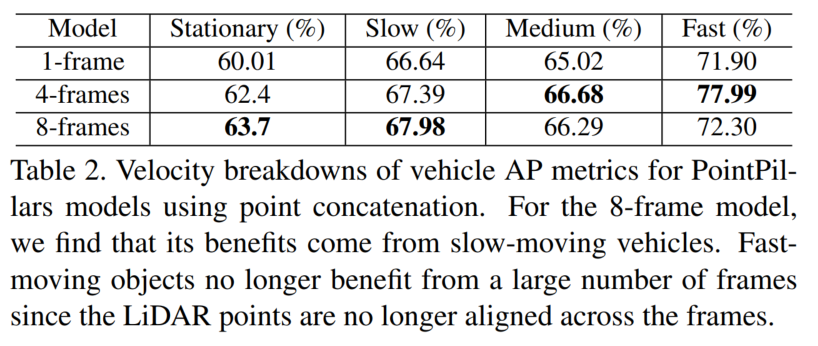 Model Stationary (%) Slow (%) Medium (%) Fast (%)
1-frame 60.01 66.64 65.02 71.90
4-frames 62.4 67.39 66.68 77.99
8-frames 63.7 67.98 66.29 72.30
Table 2. Velocity breakdowns of vehicle AP metrics for PointPil-
lars models using point concatenation. For the 8-frame model,
we find that its benefits come from slow-moving vehicles. Fast-
moving objects no longer benefit from a large number of frames
since the LiDAR points are no longer aligned across the frames.